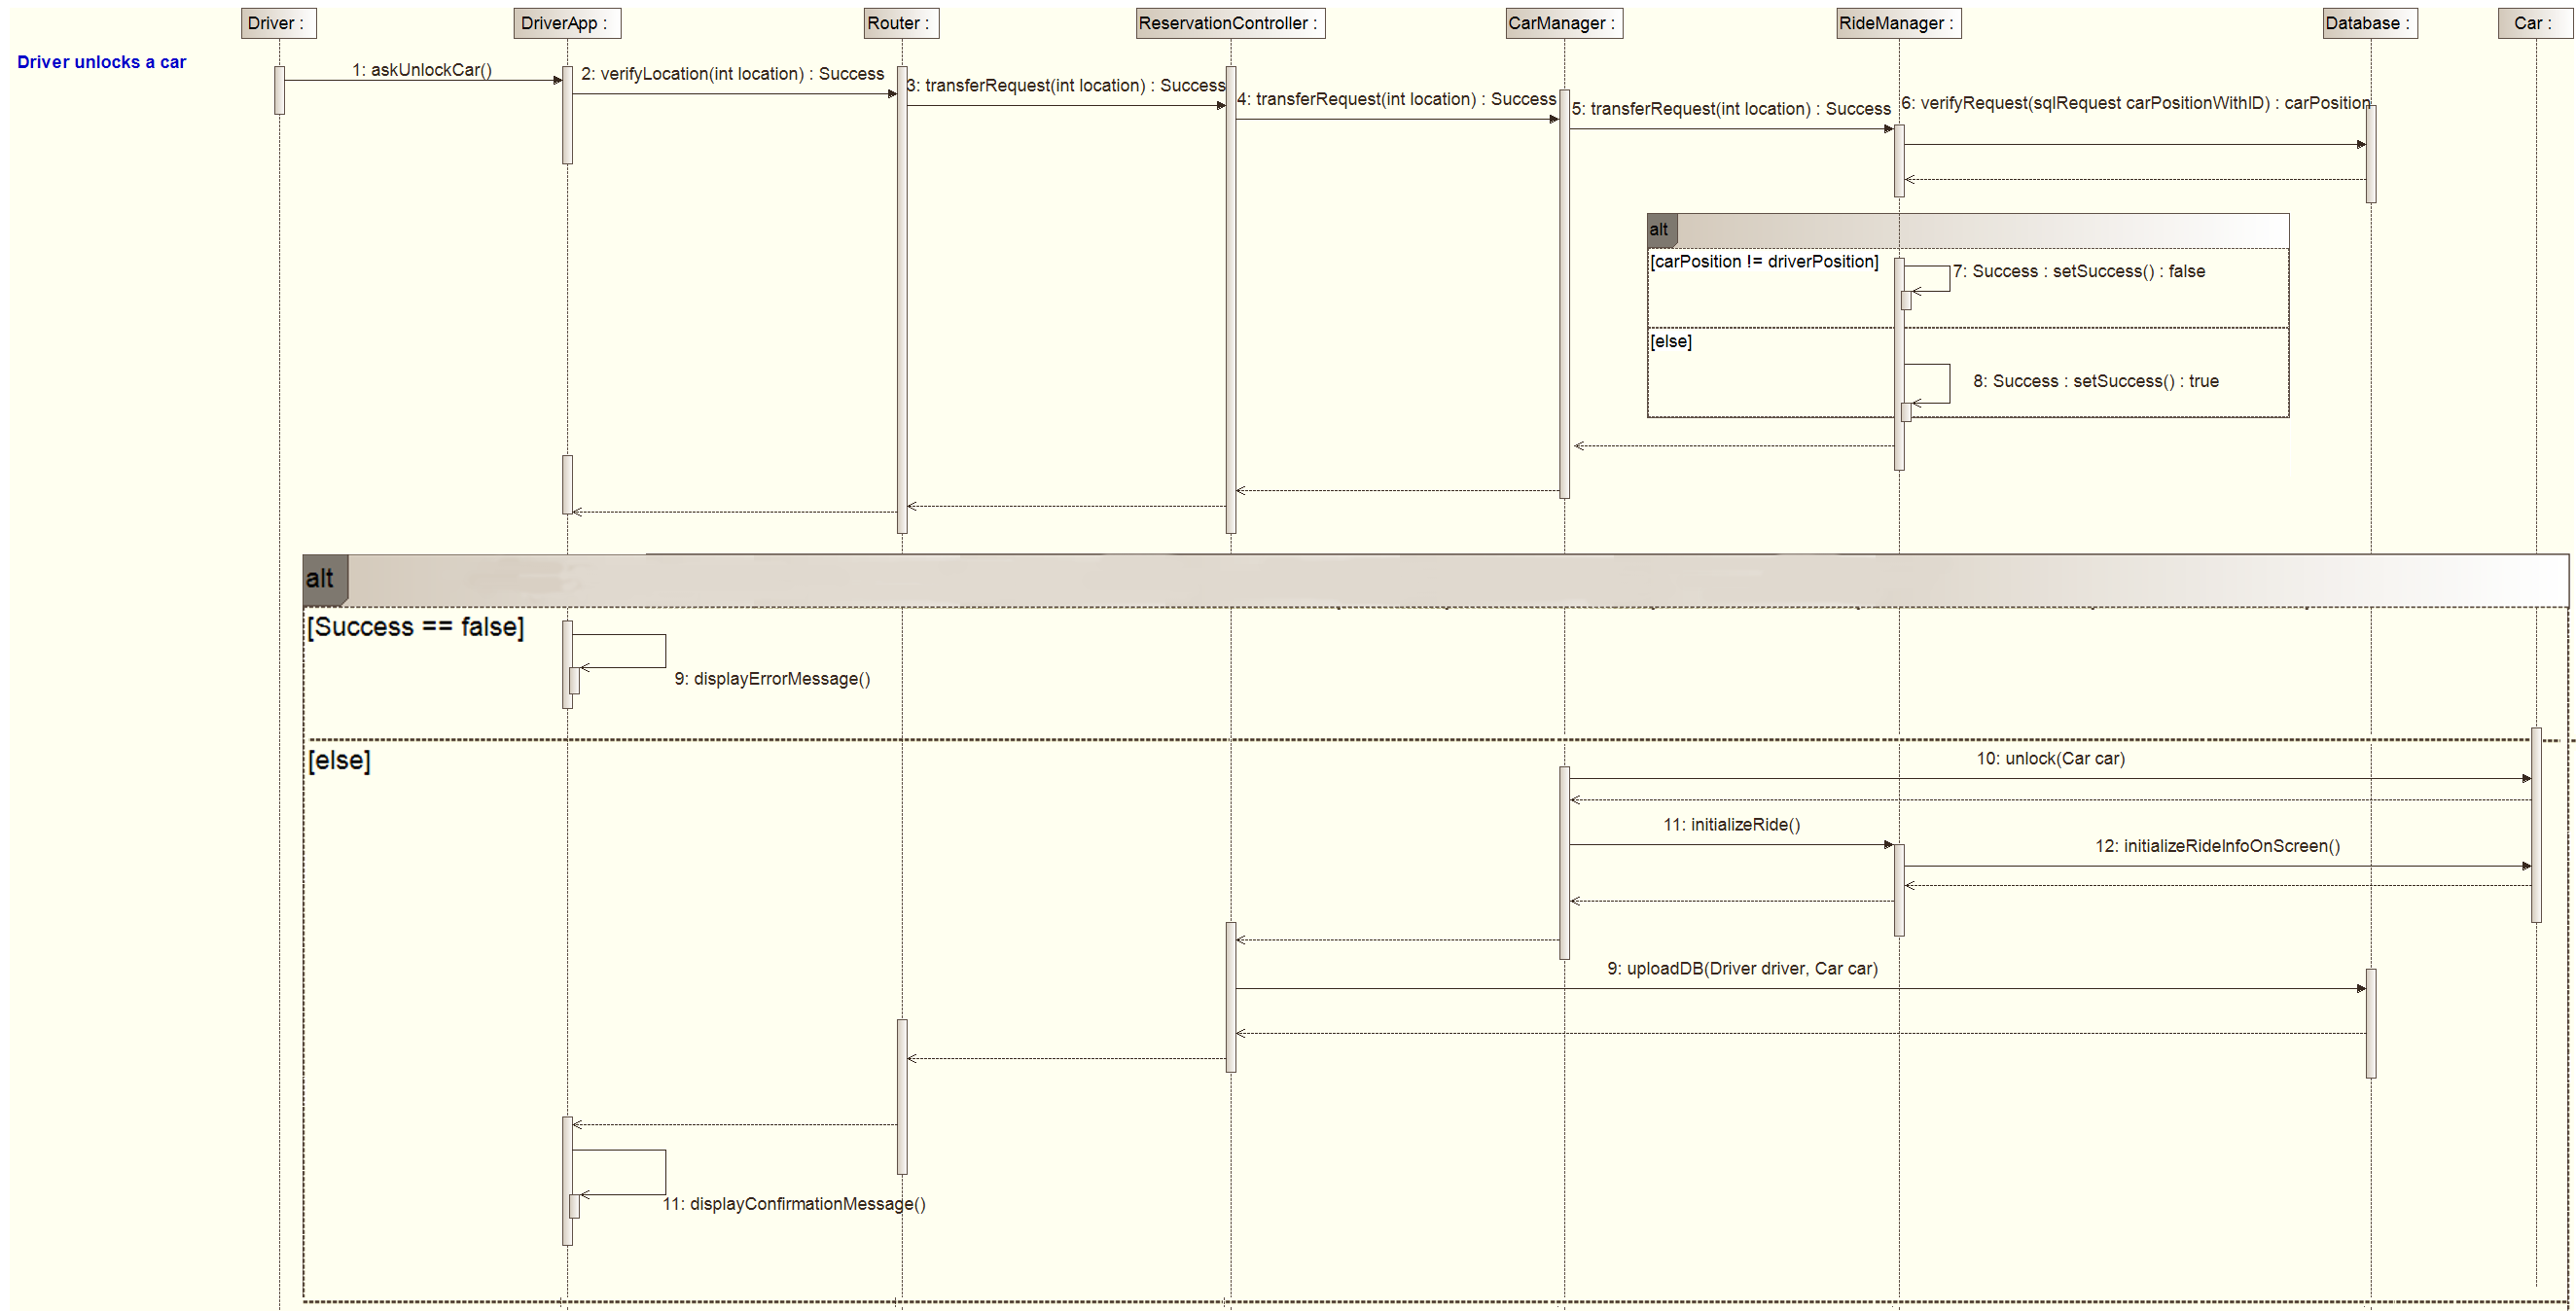 Driver :
DriverApp :
Router :
ReservationController :
CarManager :
RideManager :
Database :
Car :
Driver unlocks a car
1: askUnlockCar()
2: verifyLocation(int location) : Success
3: transferRequest(int location) : Success
4: transferRequest(int location) : Success
5: transferRequest(int location) : Success
6: verifyRequest(sqlRequest carPositionWithID) : carPosition
alt
[carPosition != driverPosition]
7: Success : setSuccess() : false
[else]
8: Success : setSuccess() : true
alt
[Success == false]
9: displayErrorMessage()
[else]
10: unlock(Car car)
11: initializeRide()
12: initializeRideInfoOnScreen()
9: uploadDB(Driver driver, Car car)
11: displayConfirmationMessage()